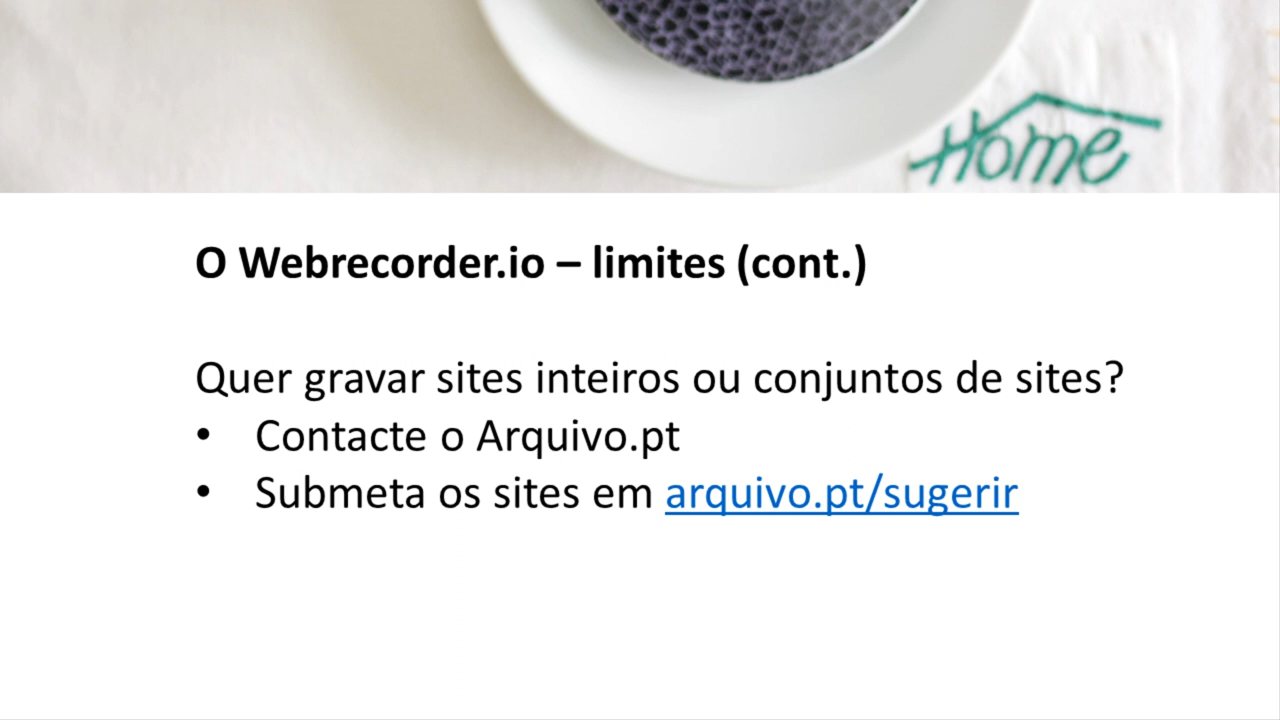 Home
O Webrecorder.io – limites (cont.)
Quer gravar sites inteiros ou conjuntos de sites?
• Contacte o Arquivo.pt
• Submeta os sites em arquivo.pt/sugerir